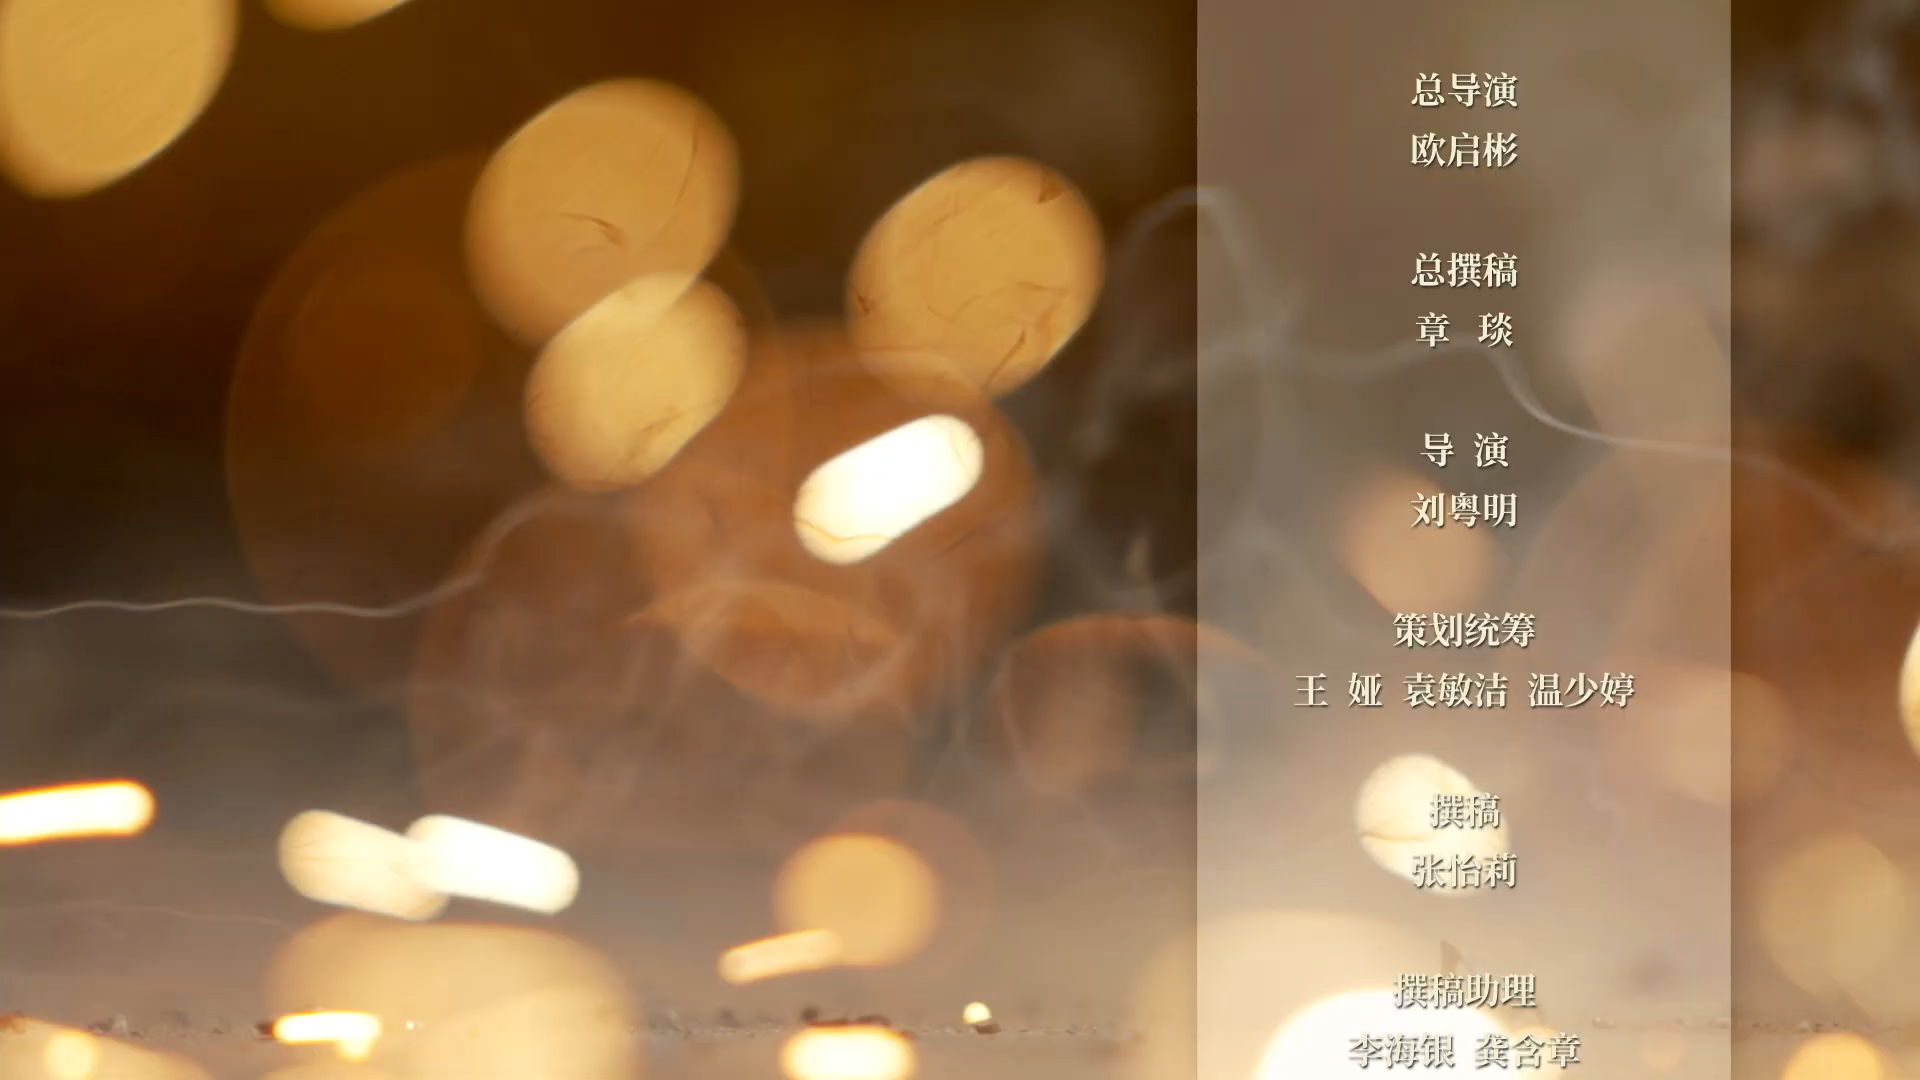 总导演
欧启彬
总撰稿
章 琰
导 演
刘粤明
策划统筹
王 娅 袁敏洁 温少婷
撰稿
张怡莉
撰稿助理
李海银 龚含章